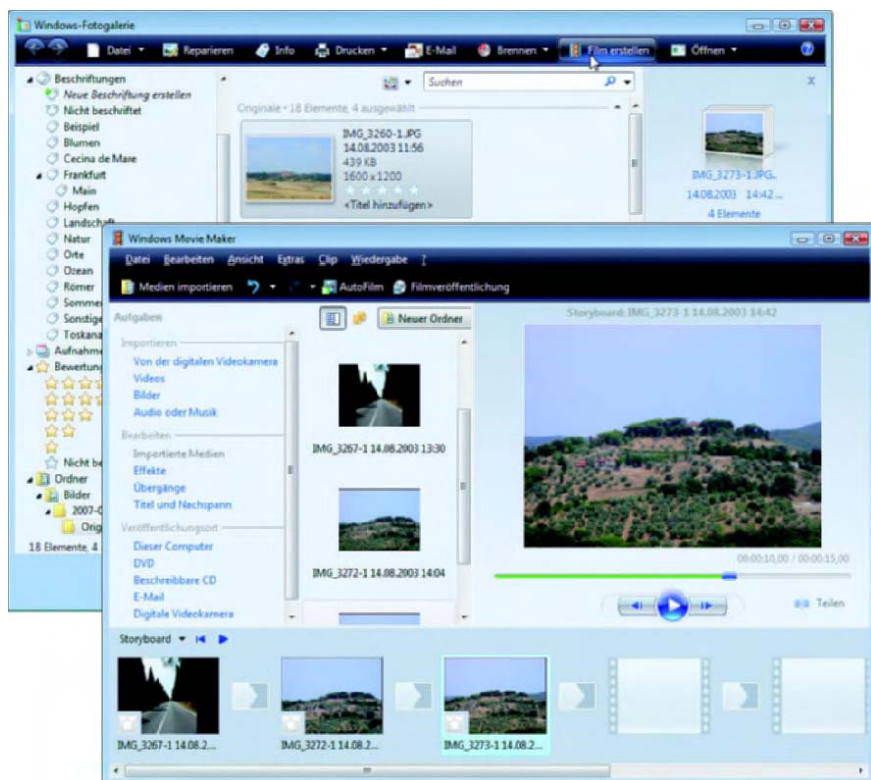 Windows-Fotogalerie
Datei
Reparieren
Info
Drucken
E-Mail
Brennen
Film erstellen
Öffnen
Beschriftungen
Neue Beschriftung erstellen
Nicht beschriftet
Beispiel
Blumen
Cecina de Mare
Frankfurt
Main
Hopfen
Landschaft
Natur
Orte
Ozean
Römer
Sommer
Sonstige
Toskana
Aufnahme
Bewertung
Nicht be
Ordner
Bilder
2007-0
Orig
18 Elemente, 4
Suchen
Originale - 18 Elemente, 4 ausgewählt
IMG_3260-1.JPG
14.08.2003 11:56
439 KB
1600 x 1200
<Titel hinzufügen>
IMG_3273-1.JPG..
14.08.2003 14:42...
4 Elemente
Windows Movie Maker
Datei Bearbeiten Ansicht Extras Clip Wiedergabe ?
Medien importieren
AutoFilm
Filmveröffentlichung
Aufgaben
Importieren
Von der digitalen Videokamera
Videos
Bilder
Audio oder Musik
Bearbeiten
Importierte Medien
Effekte
Übergänge
Titel und Nachspann
Veröffentlichungsort
Dieser Computer
DVD
Beschreibbare CD
E-Mail
Digitale Videokamera
Neuer Ordner
IMG_3267-1 14.08.2003 13:30
IMG_3272-1 14.08.2003 14:04
Storyboard: IMG_3273-1 14.08.2003 14:42
00:00:10,00 / 00:00:15,00
Teilen
Storyboard
IMG_3267-1 14.08.2...
IMG_3272-1 14.08.2...
IMG_3273-1 14.08.2...